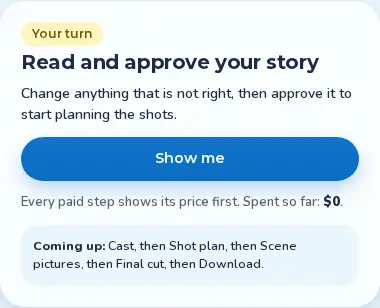 Your turn
Read and approve your story
Change anything that is not right, then approve it to
start planning the shots.
Show me
Every paid step shows its price first. Spent so far: $0.
Coming up: Cast, then Shot plan, then Scene
pictures, then Final cut, then Download.